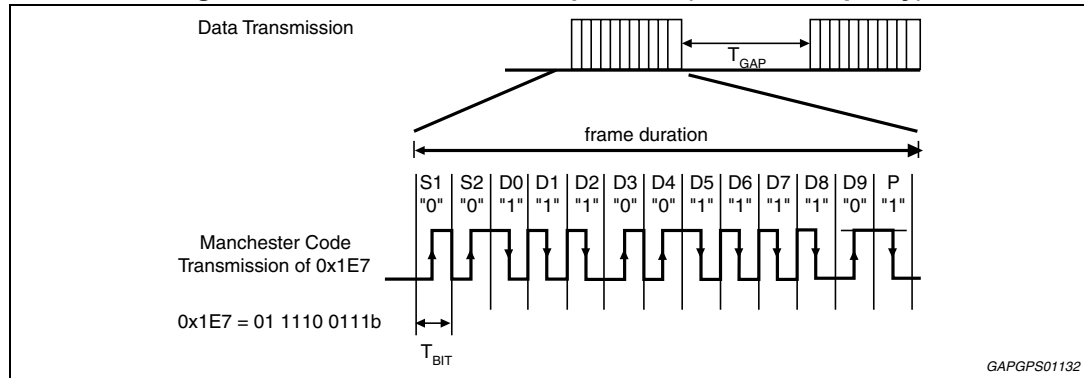 Data Transmission
TGAP
frame duration
S1 S2 D0 D1 D2 D3 D4 D5 D6 D7 D8 D9 P
"0" "0" "1" "1" "1" "0" "0" "1" "1" "1" "1" "0" "1"
Manchester Code
Transmission of 0x1E7
0x1E7 = 01 1110 0111b
TBIT
GAPGPS01132